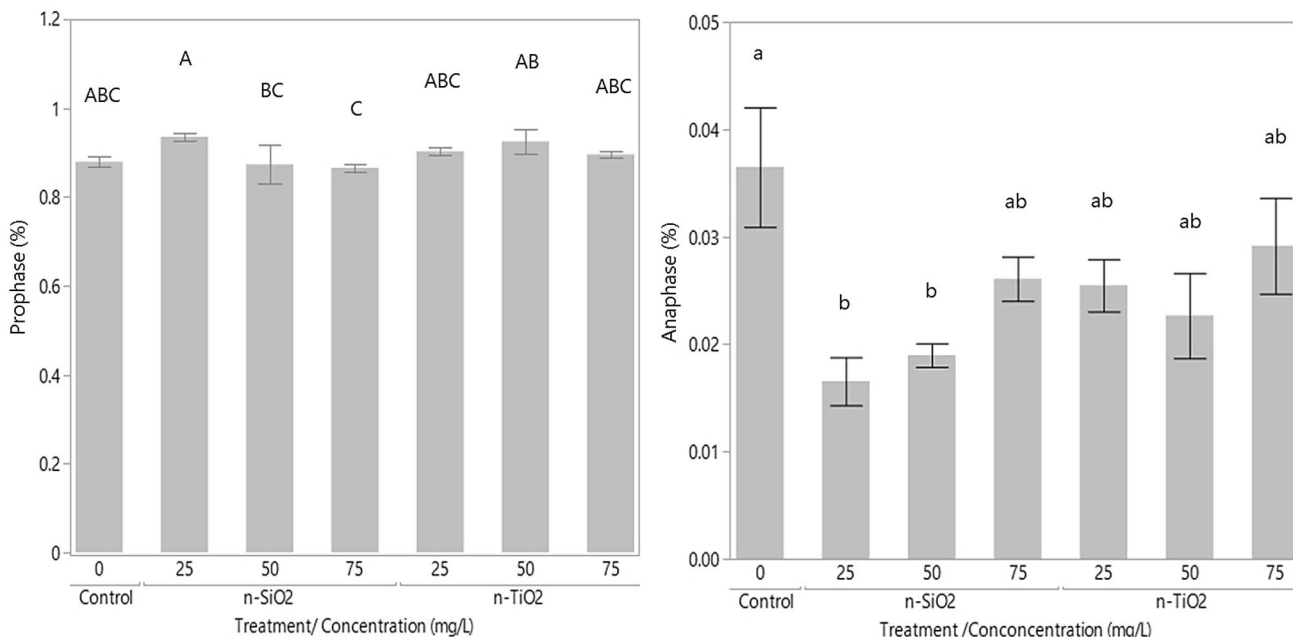 1.2
1
0.8
0.6
0.4
0.2
0
Prophase (%)
ABC
A
BC
C
ABC
AB
ABC
0 25 50 75 25 50 75
Control n-SiO2 n-TiO2
Treatment/ Concentration (mg/L)
0.05
0.04
0.03
0.02
0.01
0.00
Anaphase (%)
a
b
b
ab
ab
ab
ab
0 25 50 75 25 50 75
Control n-SiO2 n-TiO2
Treatment /Conconcentration (mg/L)